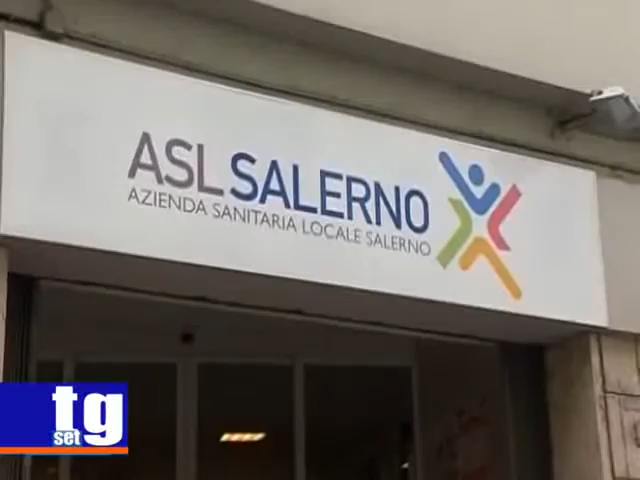 ASL SALERNO
AZIENDA SANITARIA LOCALE SALERNO
tg
set